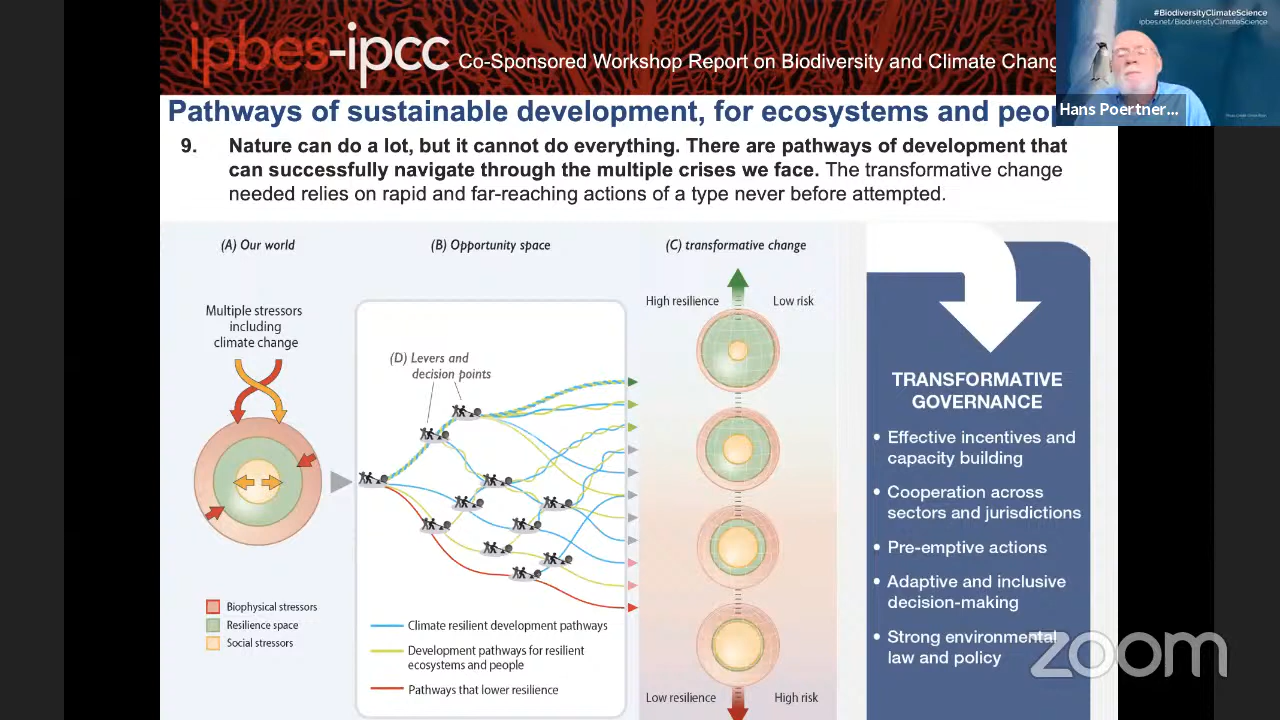 #BiodiversityClimateScience
ipbes.net/BiodiversityClimateScience
ipbes-ipcc Co-Sponsored Workshop Report on Biodiversity and Climate Chang
Hans Poertner...
Pathways of sustainable development, for ecosystems and peop
9. Nature can do a lot, but it cannot do everything. There are pathways of development that
can successfully navigate through the multiple crises we face. The transformative change
needed relies on rapid and far-reaching actions of a type never before attempted.
(A) Our world
(B) Opportunity space
(C) transformative change
Multiple stressors
including
climate change
Biophysical stressors
Resilience space
Social stressors
(D) Levers and
decision points
Climate resilient development pathways
Development pathways for resilient
ecosystems and people
Pathways that lower resilience
High resilience
Low risk
Low resilience
High risk
TRANSFORMATIVE
GOVERNANCE
• Effective incentives and
capacity building
• Cooperation across
sectors and jurisdictions
• Pre-emptive actions
• Adaptive and inclusive
decision-making
• Strong environmental
law and policy
zoom